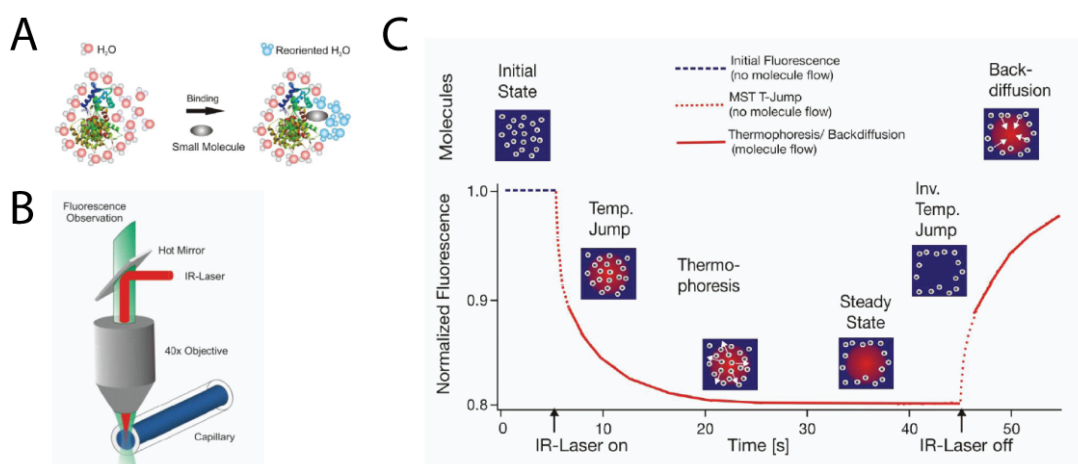 A
H₂O
Reoriented H₂O
Binding
Small Molecule
B
Fluorescence
Observation
Hot Mirror
IR-Laser
40x Objective
Capillary
C
Molecules
Initial
State
Initial Fluorescence
(no molecule flow)
MST T-Jump
(no molecule flow)
Thermophoresis/ Backdiffusion
(molecule flow)
Back-
diffusion
Normalized Fluorescence
1.0
0.9
0.8
Temp.
Jump
Thermo-
phoresis
Steady
State
Inv.
Temp.
Jump
0 10 20 30 40 50
IR-Laser on Time [s] IR-Laser off